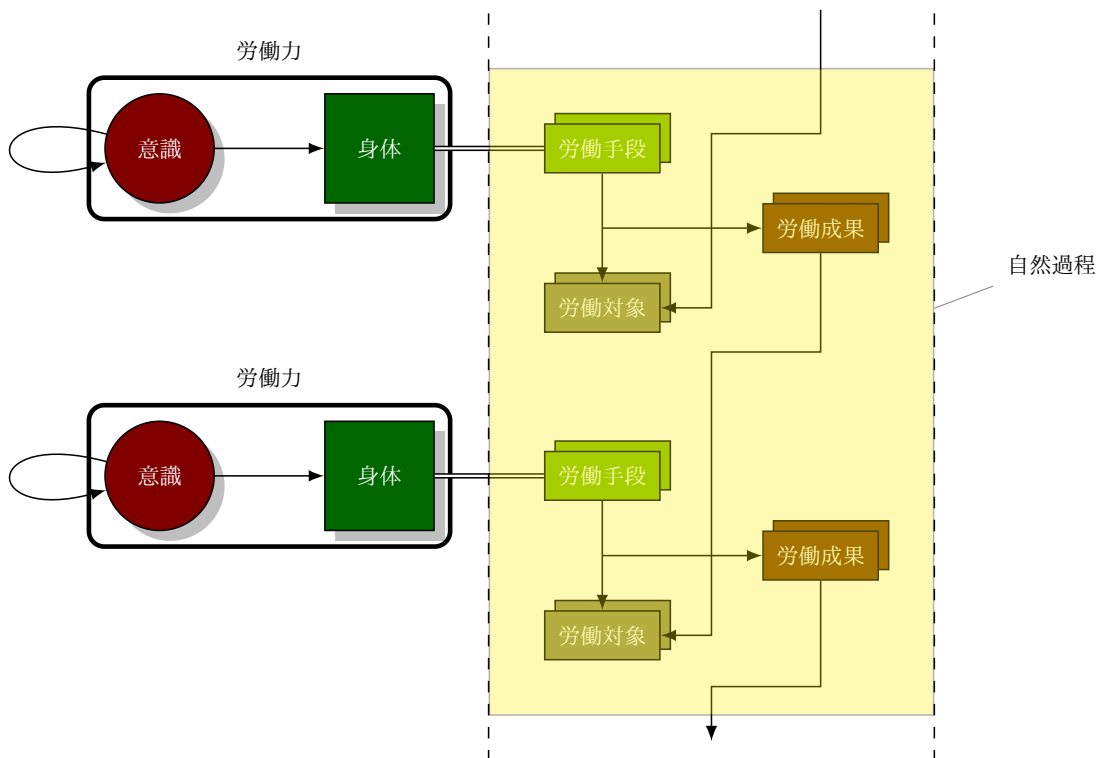 労働力
意識
身体
労働手段
労働成果
自然過程
労働対象
労働力
意識
身体
労働手段
労働成果
労働対象